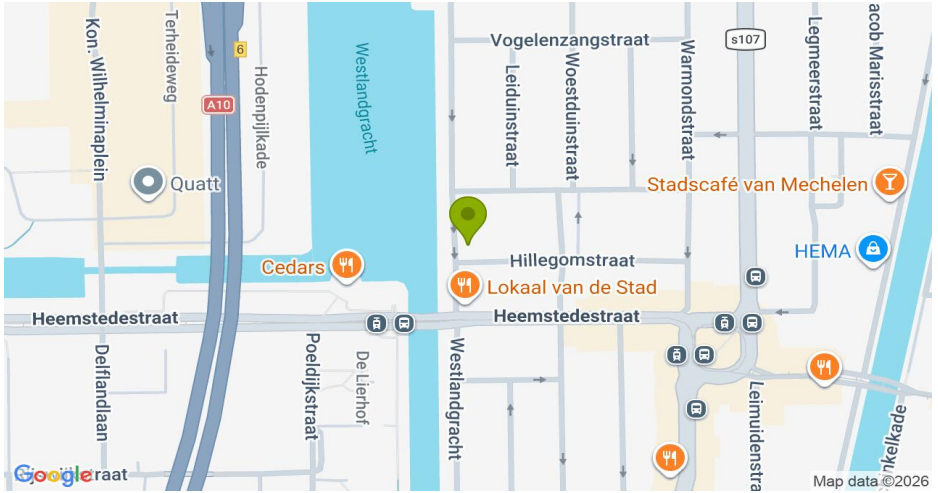 Kon. Wilhelminaplein
Terheideweg
6
A10
Hodenpijlkade
Westlandgracht
Vogelenzangstraat
Leiduinstraat
Woestduinstraat
Warmondstraat
s107
Legmeerstraat
acob Marisstraat
Quatt
Stadscafé van Mechelen
HEMA
Cedars
Hillegomstraat
Lokaal van de Stad
Heemstedestraat
Heemstedestraat
Delflandlaan
Poeldijkstraat
De Lierhof
Westlandgracht
Leimuidenstr
nkelkade
straat
Google
Map data ©2026